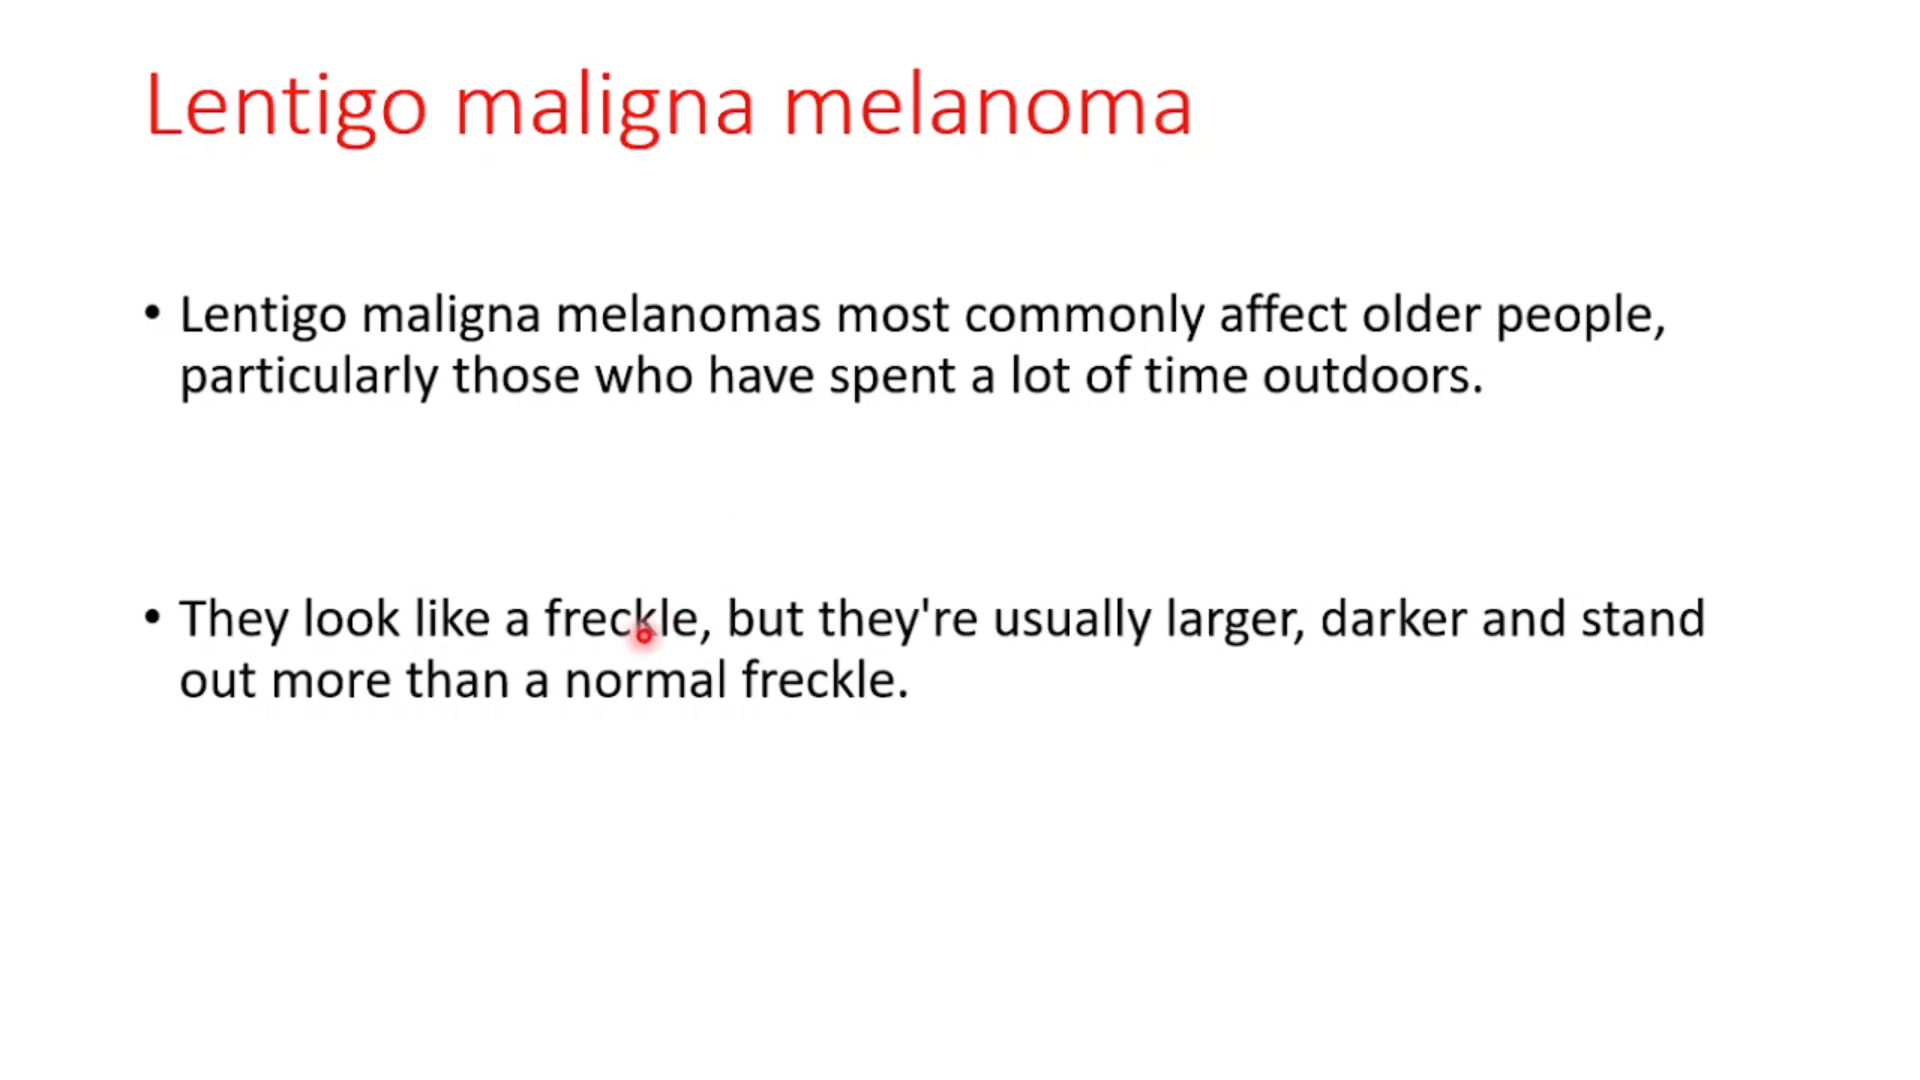 Lentigo maligna melanoma
• Lentigo maligna melanomas most commonly affect older people,
particularly those who have spent a lot of time outdoors.
• They look like a freckle, but they're usually larger, darker and stand
out more than a normal freckle.